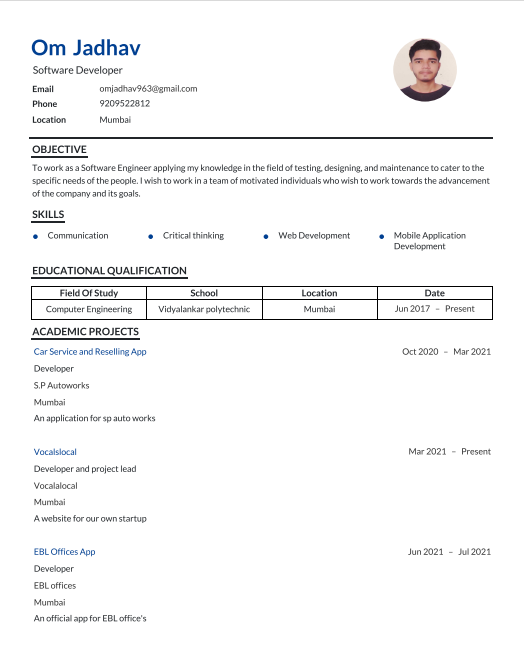 Om Jadhav
Software Developer
Email omjadhav963@gmail.com
Phone 9209522812
Location Mumbai
OBJECTIVE
To work as a Software Engineer applying my knowledge in the field of testing, designing, and maintenance to cater to the
specific needs of the people. I wish to work in a team of motivated individuals who wish to work towards the advancement
of the company and its goals.
SKILLS
Communication
Critical thinking
Web Development
Mobile Application
Development
EDUCATIONAL QUALIFICATION
Field Of Study School Location Date
Computer Engineering Vidyalankar polytechnic Mumbai Jun 2017 – Present
ACADEMIC PROJECTS
Car Service and Reselling App Oct 2020 – Mar 2021
Developer
S.P Autoworks
Mumbai
An application for sp auto works
Vocalslocal Mar 2021 – Present
Developer and project lead
Vocalalocal
Mumbai
A website for our own startup
EBL Offices App Jun 2021 – Jul 2021
Developer
EBL offices
Mumbai
An official app for EBL office's